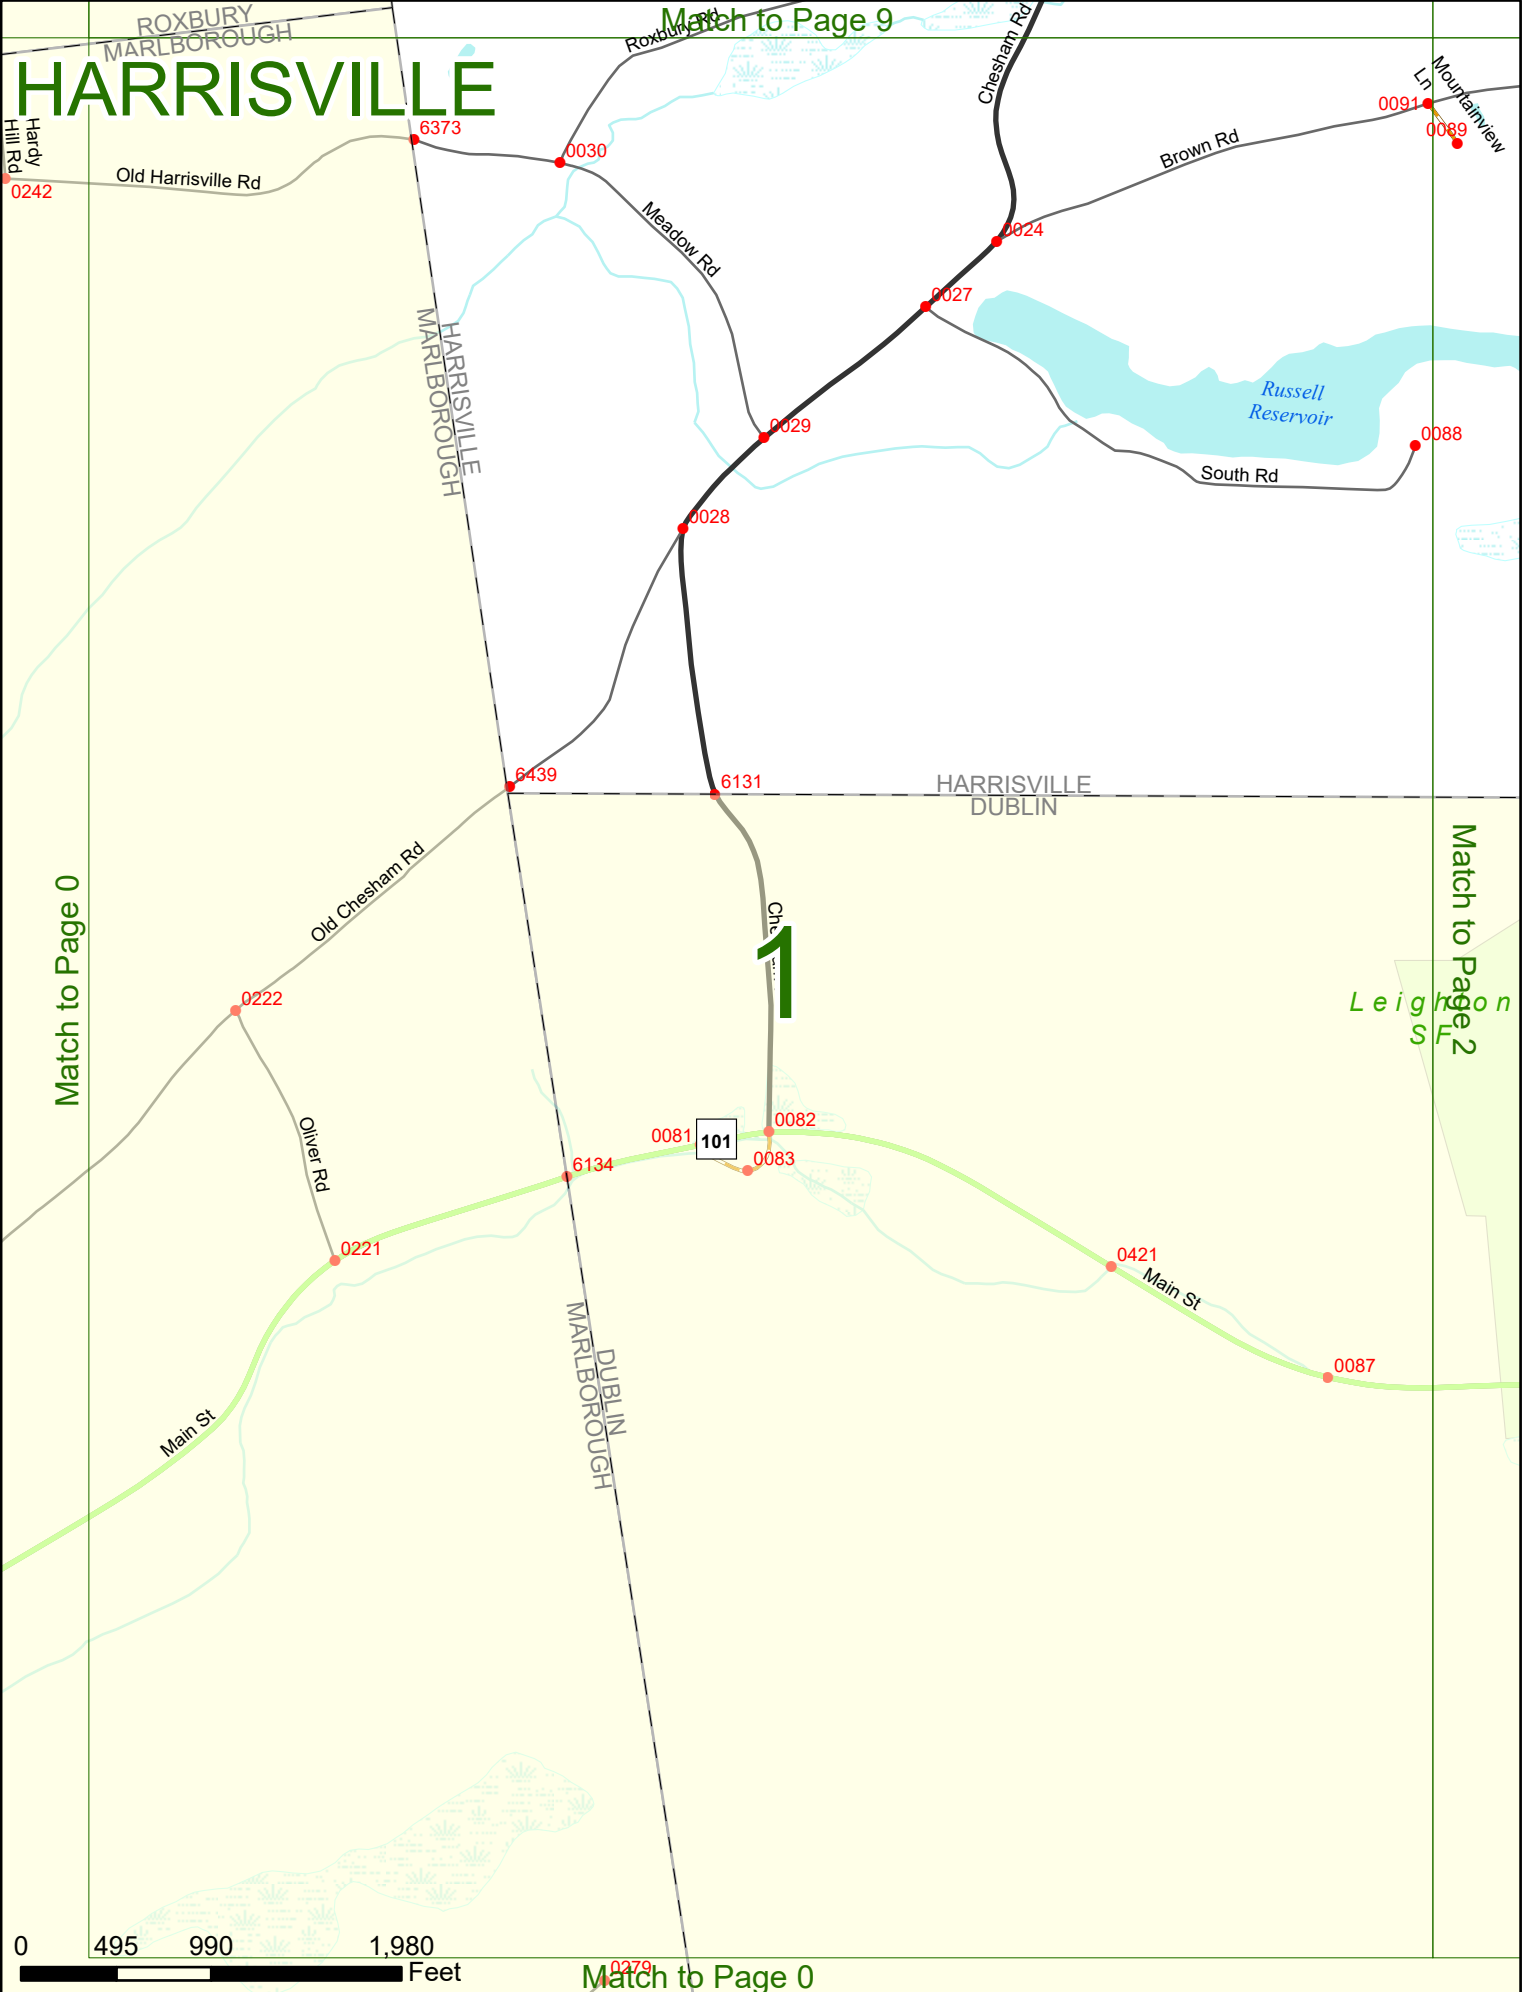 ROXBURY
MARLBOROUGH
Match to Page 9
HARRISVILLE
Roxbury Rd
Chesham Rd
Mountainview
Ln
0091
0089
Hardy
Hill Rd
6373
0030
Brown Rd
0242
Old Harrisville Rd
Meadow Rd
0024
0027
HARRISVILLE
MARLBOROUGH
Russell
Reservoir
0029
0088
South Rd
0028
6439
6131
HARRISVILLE
DUBLIN
Match to Page 0
Old Chesham Rd
1
Match to Page 2
Leighton
SF
0222
Oliver Rd
0081
101
0082
0083
6134
0221
0421
Main St
DUBLIN
MARLBOROUGH
0087
Main St
0 495 990 1,980
Feet
0279
Match to Page 0